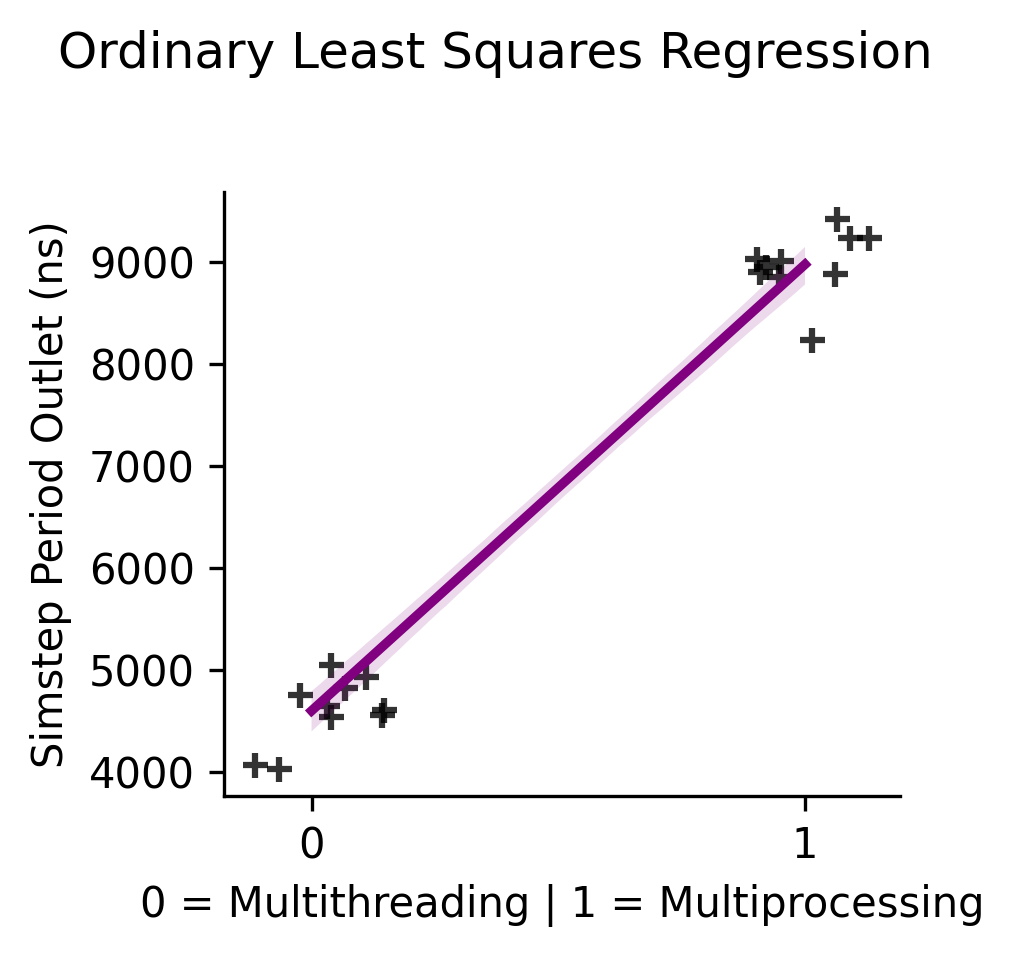 Ordinary Least Squares Regression
Simstep Period Outlet (ns)
9000
8000
7000
6000
5000
4000
0
1
0 = Multithreading | 1 = Multiprocessing